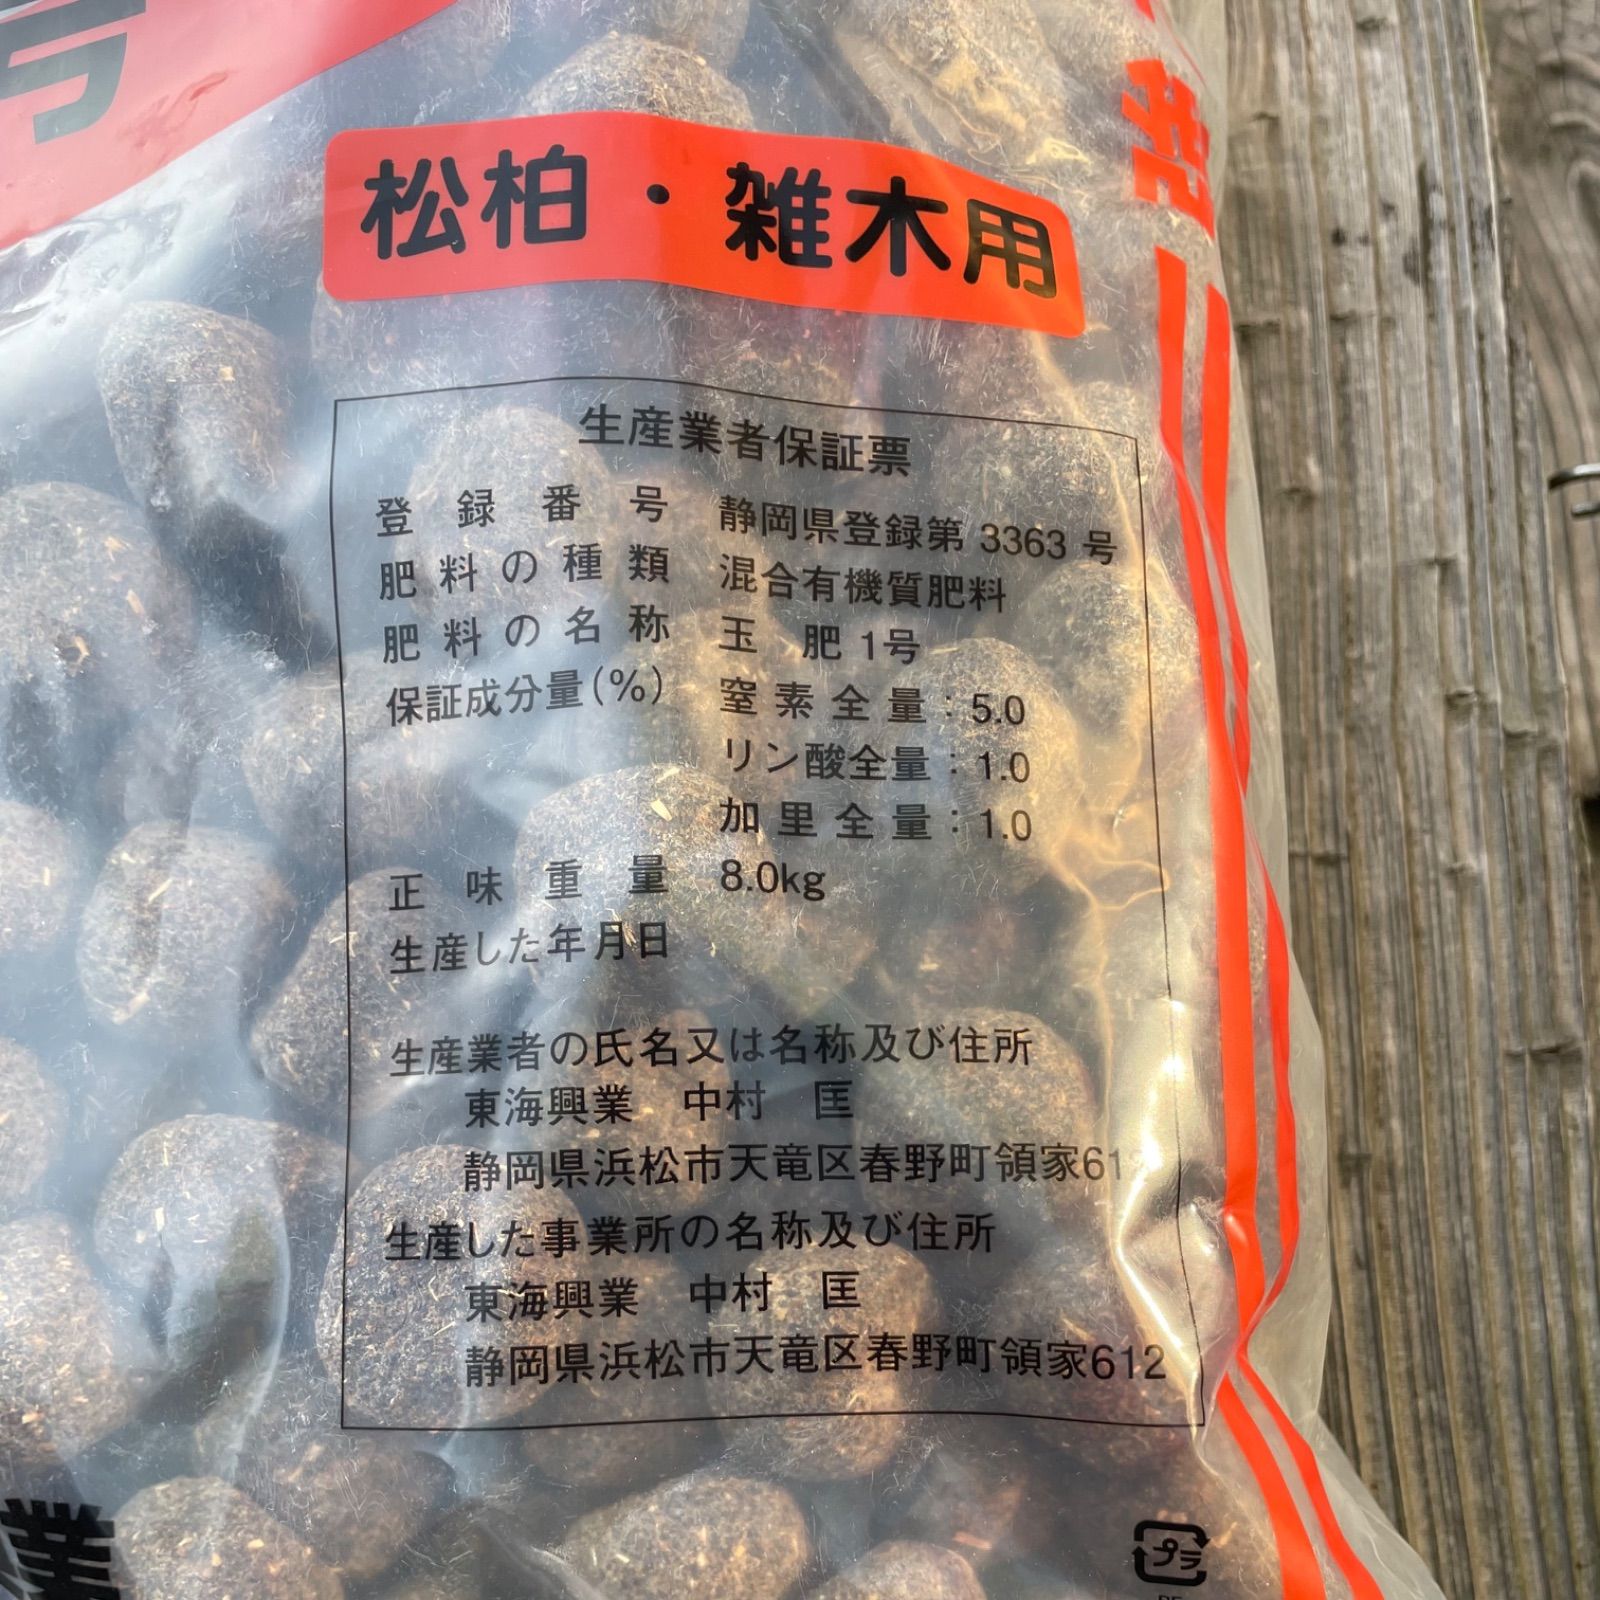 号
松柏・雑木用
生産業者保証票
登録番号 静岡県登録第 3363 号
肥料の種類 混合有機質肥料
肥料の名称 玉 肥 1号
保証成分量(%) 窒素全量:5.0
リン酸全量:1.0
加里全量:1.0
正味重量 8.0kg
生産した年月日
生産業者の氏名又は名称及び住所
東海興業 中村 匡
静岡県浜松市天竜区春野町領家61
生産した事業所の名称及び住所
東海興業 中村 匡
静岡県浜松市天竜区春野町領家612
業
プラ